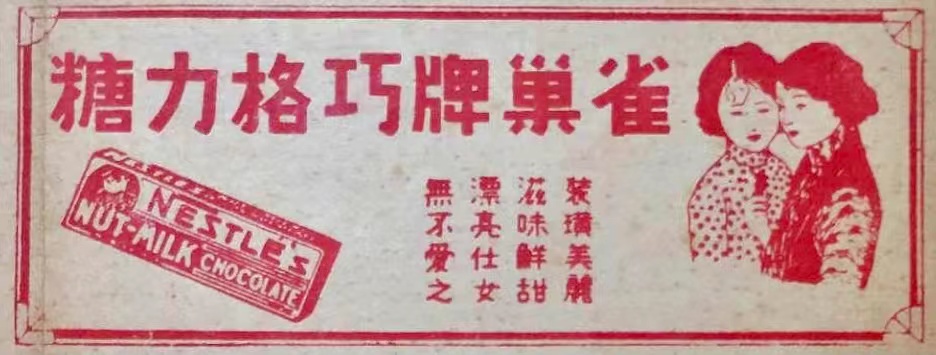 雀巢牌巧格力糖
裝璜美麗
滋味鮮甜
漂亮仕女
無不愛之
NESTLE'S
NUT-MILK CHOCOLATE